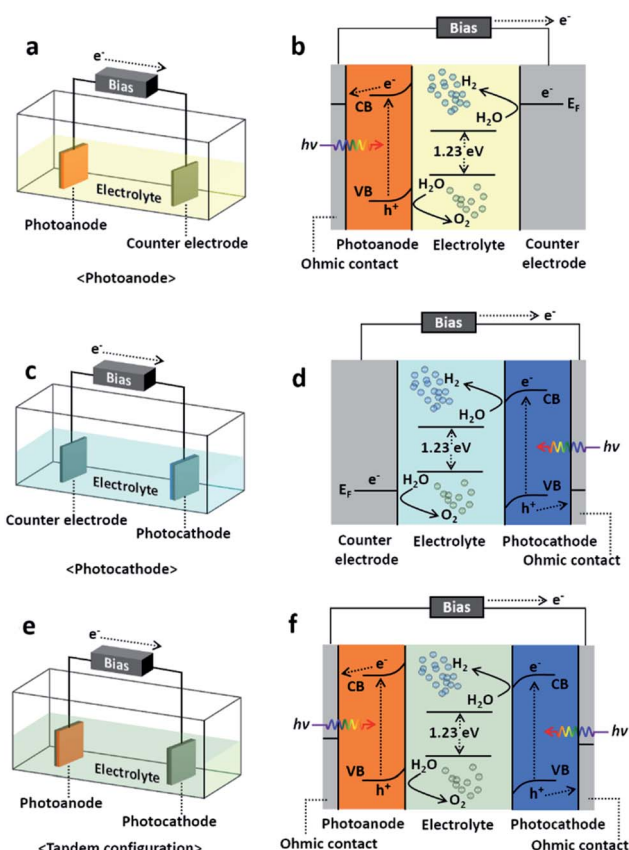 a
e⁻
Bias
Electrolyte
Photoanode
Counter electrode
<Photoanode>
b
Bias
e⁻
e⁻
CB
H₂
H₂O
e⁻
E_F
hν
1.23 eV
VB
h⁺
H₂O
O₂
Photoanode
Electrolyte
Counter
electrode
Ohmic contact
c
e⁻
Bias
Electrolyte
Counter electrode
Photocathode
<Photocathode>
d
Bias
e⁻
H₂
H₂O
e⁻
CB
1.23 eV
hν
E_F
e⁻
H₂O
O₂
VB
h⁺
Counter
electrode
Electrolyte
Photocathode
Ohmic contact
e
e⁻
Bias
Electrolyte
Photoanode
Photocathode
<Tandem configuration>
f
Bias
e⁻
e⁻
CB
H₂
H₂O
e⁻
CB
hν
1.23 eV
hν
VB
h⁺
H₂O
O₂
VB
h⁺
Photoanode
Electrolyte
Photocathode
Ohmic contact
Ohmic contact